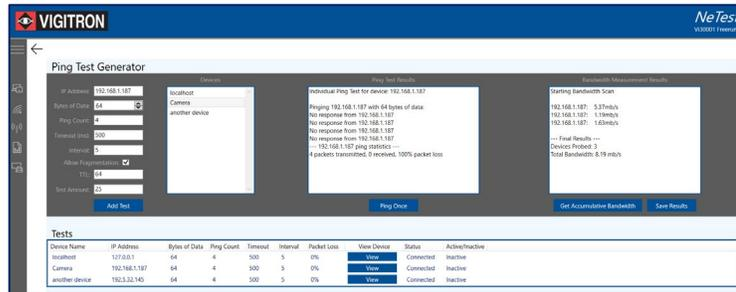 VIGITRON
NeTest
VI30001 Freerun
Ping Test Generator
Devices
Ping Test Results
Bandwidth Measurement Results
IP Address: 192.168.1.187
Bytes of Data: 64
Ping Count: 4
Timeout (ms): 500
Interval: 5
Allow Fragmentation:
TTL: 64
Test Amount: 25
Add Test
localhost
Camera
another device
Individual Ping Test for device: 192.168.1.187
Pinging 192.168.1.187 with 64 bytes of data:
No response from 192.168.1.187
No response from 192.168.1.187
No response from 192.168.1.187
No response from 192.168.1.187
--- 192.168.1.187 ping statistics ---
4 packets transmitted, 0 received, 100% packet loss
Ping Once
Starting Bandwidth Scan
192.168.1.187: 5.37mb/s
192.168.1.187: 1.19mb/s
192.168.1.187: 1.63mb/s
--- Final Results ---
Devices Probed: 3
Total Bandwidth: 8.19 mb/s
Get Accumulative Bandwidth Save Results
Tests
Device Name IP Address Bytes of Data Ping Count Timeout Interval Packet Loss View Device Status Active/Inactive
localhost 127.0.0.1 64 4 500 5 0% View Connected Inactive
Camera 192.168.1.187 64 4 500 5 0% View Connected Inactive
another device 192.5.32.145 64 4 500 5 0% View Connected Inactive